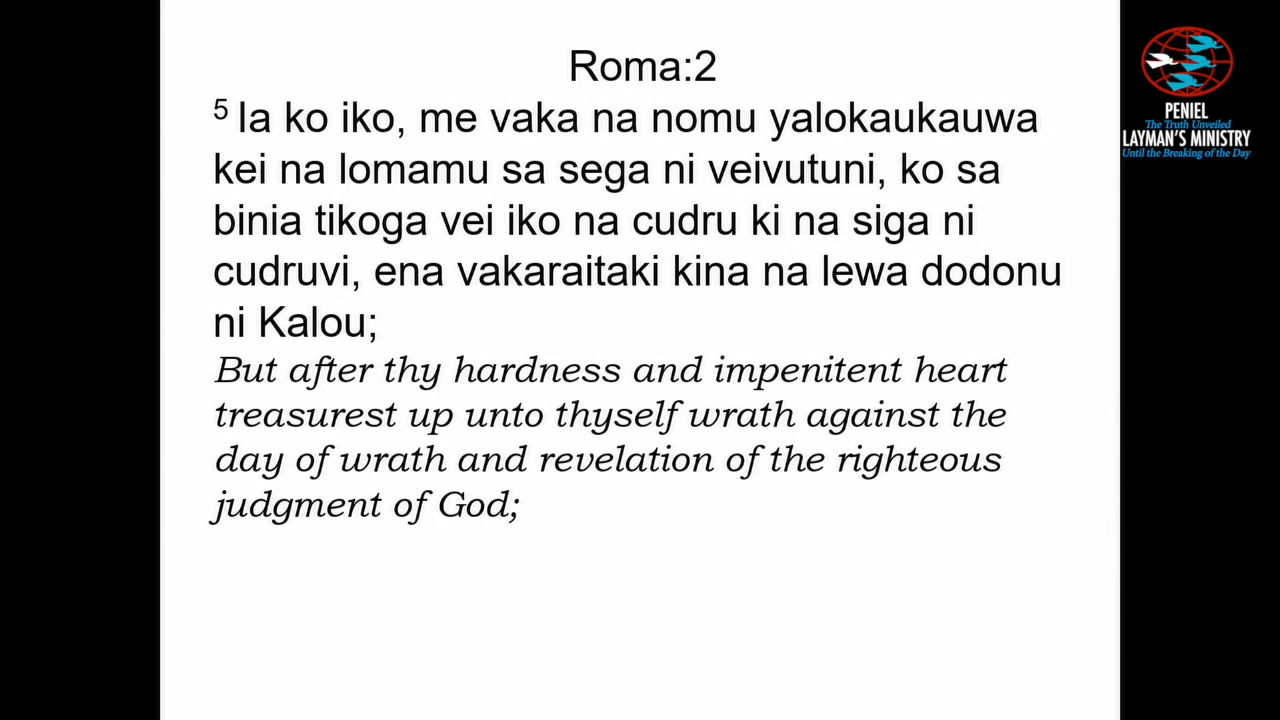 Roma:2
5 Ia ko iko, me vaka na nomu yalokaukauwa
kei na lomamu sa sega ni veivutuni, ko sa
binia tikoga vei iko na cudru ki na siga ni
cudruvi, ena vakaraitaki kina na lewa dodonu
ni Kalou;
But after thy hardness and impenitent heart
treasurest up unto thyself wrath against the
day of wrath and revelation of the righteous
judgment of God;
PENIEL
The Truth Unveiled
LAYMAN'S MINISTRY
Until the Breaking of the Day